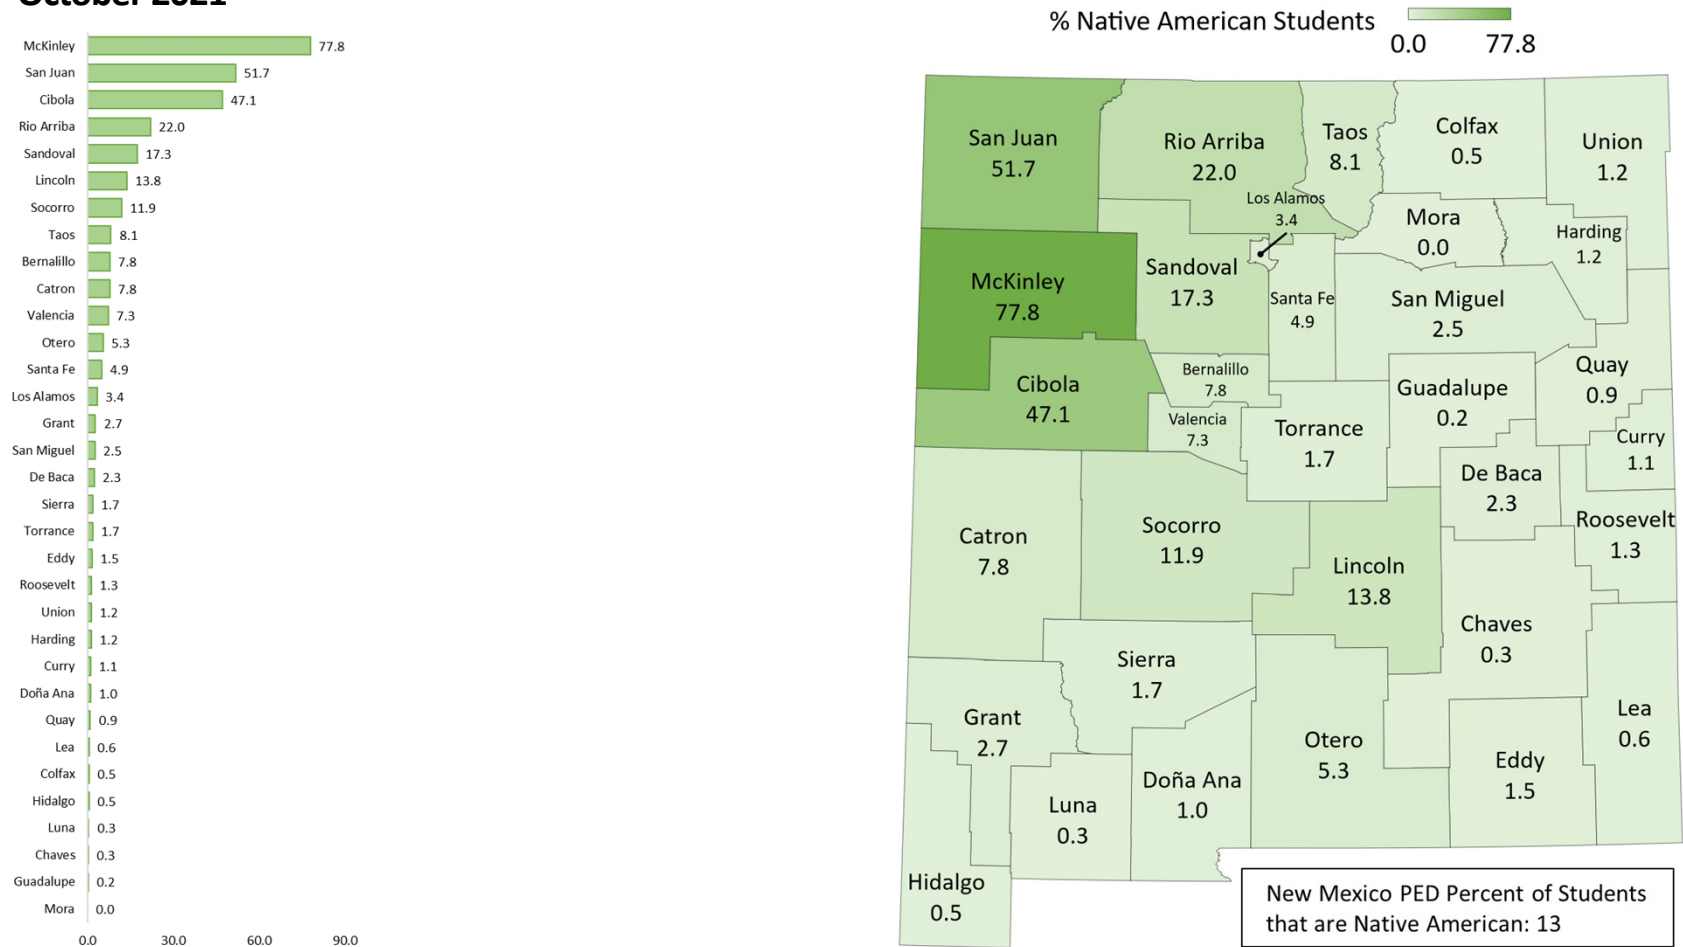 October 2021
McKinley 77.8
San Juan 51.7
Cibola 47.1
Rio Arriba 22.0
Sandoval 17.3
Lincoln 13.8
Socorro 11.9
Taos 8.1
Bernalillo 7.8
Catron 7.8
Valencia 7.3
Otero 5.3
Santa Fe 4.9
Los Alamos 3.4
Grant 2.7
San Miguel 2.5
De Baca 2.3
Sierra 1.7
Torrance 1.7
Eddy 1.5
Roosevelt 1.3
Union 1.2
Harding 1.2
Curry 1.1
Doña Ana 1.0
Quay 0.9
Lea 0.6
Colfax 0.5
Hidalgo 0.5
Luna 0.3
Chaves 0.3
Guadalupe 0.2
Mora 0.0
0.0 30.0 60.0 90.0
% Native American Students
0.0 77.8
San Juan
51.7
Rio Arriba
22.0
Taos
8.1
Colfax
0.5
Union
1.2
Los Alamos
3.4
Mora
0.0
Harding
1.2
McKinley
77.8
Sandoval
17.3
Santa Fe
4.9
San Miguel
2.5
Cibola
47.1
Bernalillo
7.8
Valencia
7.3
Torrance
1.7
Guadalupe
0.2
Quay
0.9
Curry
1.1
De Baca
2.3
Roosevelt
1.3
Catron
7.8
Socorro
11.9
Lincoln
13.8
Chaves
0.3
Sierra
1.7
Grant
2.7
Otero
5.3
Lea
0.6
Eddy
1.5
Doña Ana
1.0
Luna
0.3
Hidalgo
0.5
New Mexico PED Percent of Students
that are Native American: 13